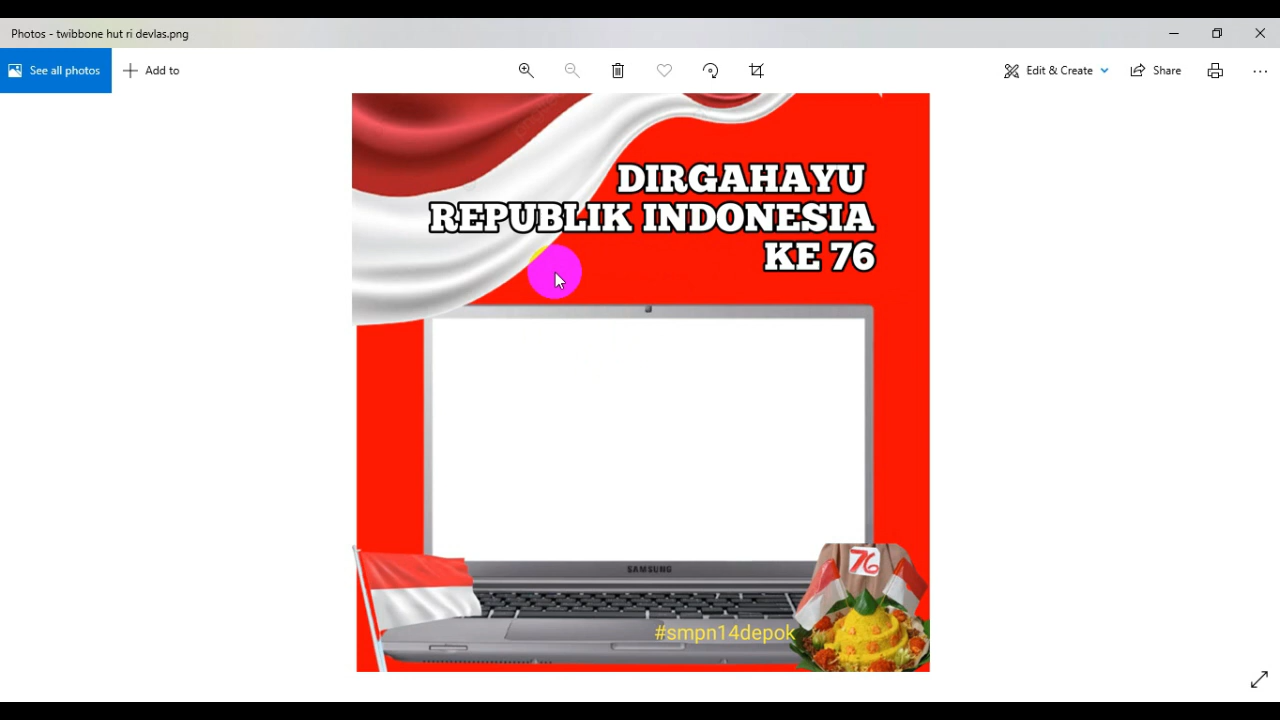 Photos - twibbone hut ri devlas.png
See all photos
Add to
Edit & Create
Share
DIRGAHAYU
REPUBLIK INDONESIA
KE 76
76
SAMSUNG
#smpn14depok